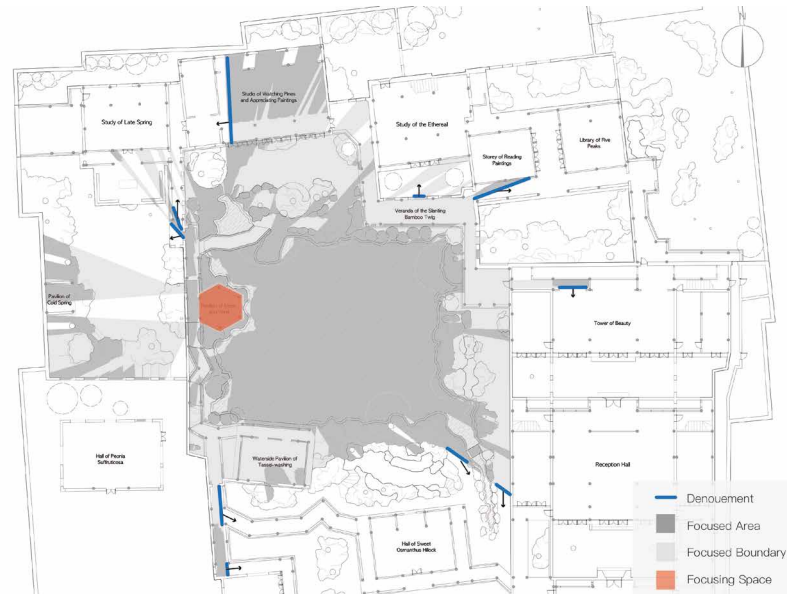 N
Studio of Watching Pines
and Appreciating Paintings
Study of Late Spring
Study of the Ethereal
Library of Five
Peaks
Storey of Reading
Paintings
Veranda of the Slanting
Bamboo Twig
Pavilion of
Cold Spring
Tower of Beauty
Hall of Peonia
Suffruticosa
Waterside Pavilion of
Tassel-washing
Reception Hall
Hall of Sweet
Osmanthus Hillock
Denouement
Focused Area
Focused Boundary
Focusing Space